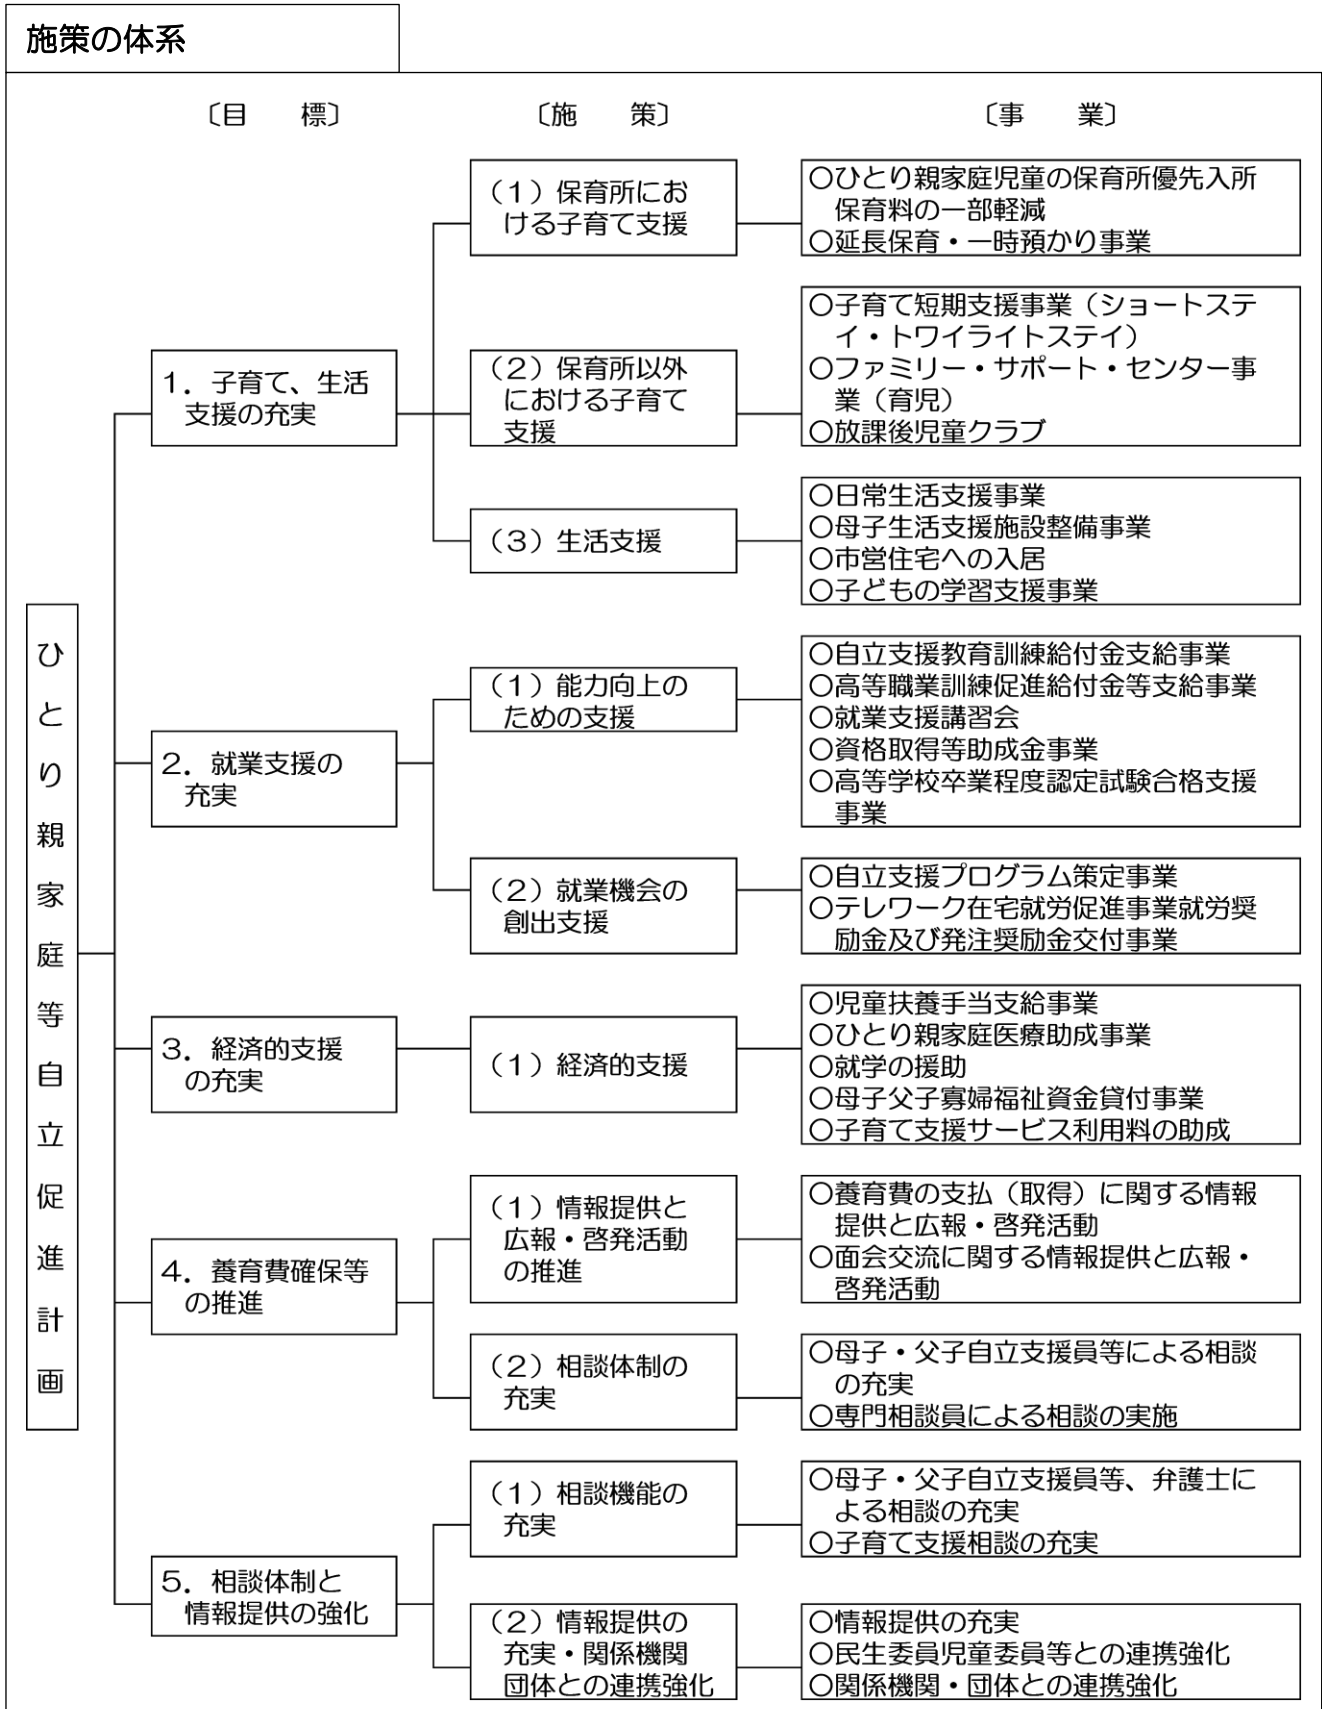 施策の体系
〔目　　標〕
〔施　　策〕
〔事　　業〕
ひとり親家庭等自立促進計画
１．子育て、生活
支援の充実
（１）保育所にお
ける子育て支援
○ひとり親家庭児童の保育所優先入所
保育料の一部軽減
○延長保育・一時預かり事業
（２）保育所以外
における子育て
支援
○子育て短期支援事業（ショートステ
イ・トワイライトステイ）
○ファミリー・サポート・センター事
業（育児）
○放課後児童クラブ
（３）生活支援
○日常生活支援事業
○母子生活支援施設整備事業
○市営住宅への入居
○子どもの学習支援事業
２．就業支援の
充実
（１）能力向上の
ための支援
○自立支援教育訓練給付金支給事業
○高等職業訓練促進給付金等支給事業
○就業支援講習会
○資格取得等助成金事業
○高等学校卒業程度認定試験合格支援
事業
（２）就業機会の
創出支援
○自立支援プログラム策定事業
○テレワーク在宅就労促進事業就労奨
励金及び発注奨励金交付事業
３．経済的支援
の充実
（１）経済的支援
○児童扶養手当支給事業
○ひとり親家庭医療助成事業
○就学の援助
○母子父子寡婦福祉資金貸付事業
○子育て支援サービス利用料の助成
４．養育費確保等
の推進
（１）情報提供と
広報・啓発活動
の推進
○養育費の支払（取得）に関する情報
提供と広報・啓発活動
○面会交流に関する情報提供と広報・
啓発活動
（２）相談体制の
充実
○母子・父子自立支援員等による相談
の充実
○専門相談員による相談の実施
５．相談体制と
情報提供の強化
（１）相談機能の
充実
○母子・父子自立支援員等、弁護士に
よる相談の充実
○子育て支援相談の充実
（２）情報提供の
充実・関係機関
団体との連携強化
○情報提供の充実
○民生委員児童委員等との連携強化
○関係機関・団体との連携強化